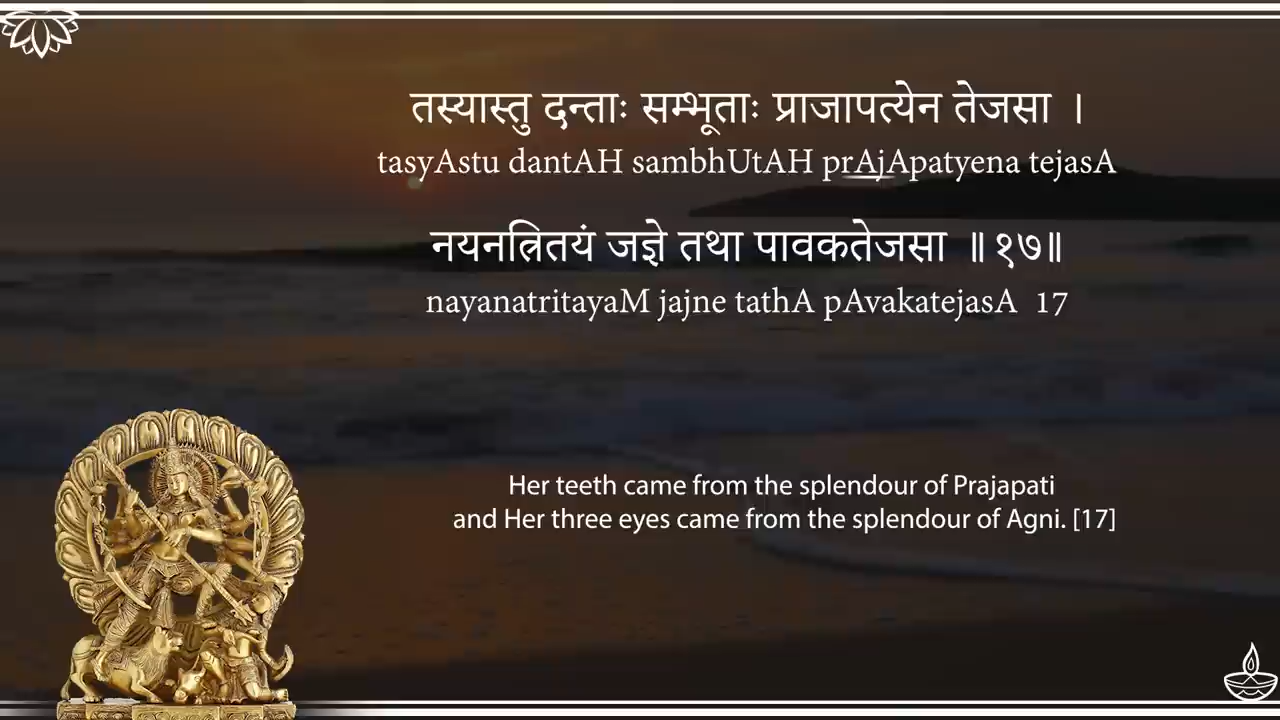 तस्यास्तु दन्ताः सम्भूताः प्राजापत्येन तेजसा ।
tasyAstu dantAH sambhUtAH prAjApatyena tejasA
नयनत्रितयं जज्ञे तथा पावकतेजसा ॥१७॥
nayanatritayaM jajne tathA pAvakatejasA 17
Her teeth came from the splendour of Prajapati
and Her three eyes came from the splendour of Agni. [17]